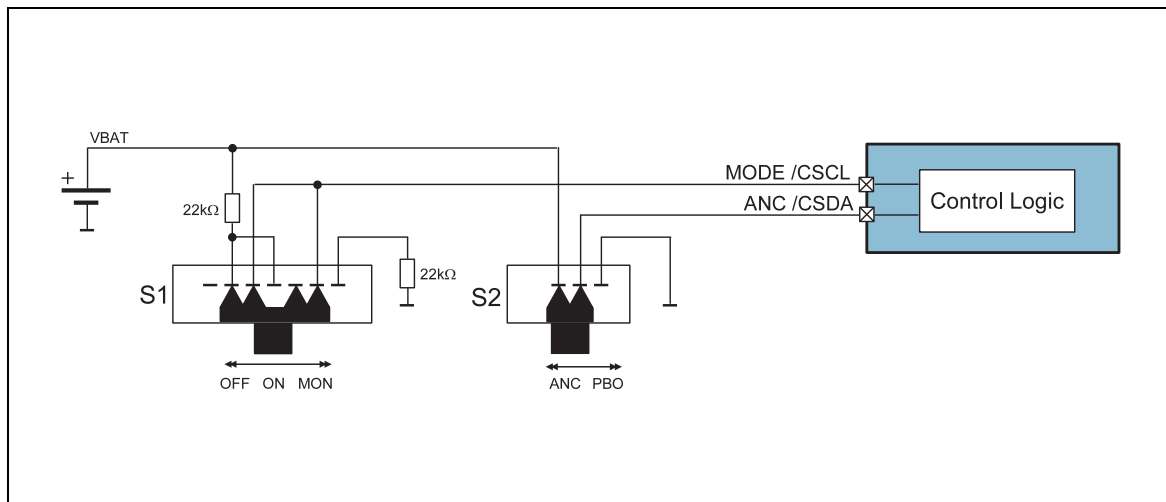 VBAT
+
MODE /CSCL
22kΩ
ANC /CSDA
Control Logic
22kΩ
S1
S2
OFF ON MON
ANC PBO